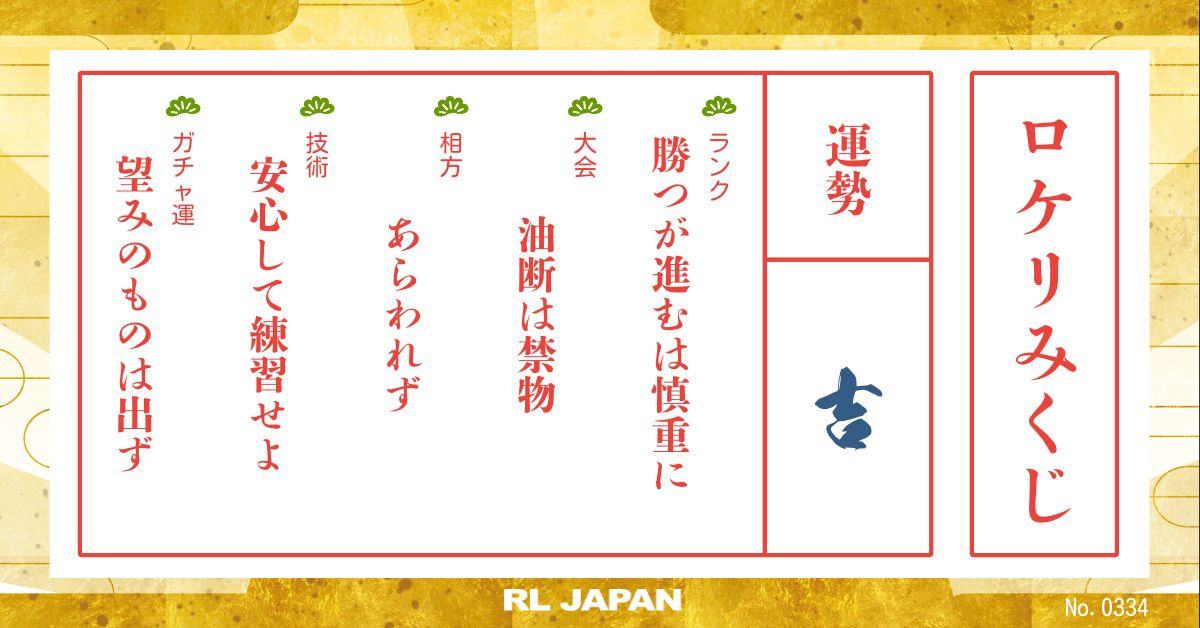 ロケリみくじ
運勢
吉
ランク
勝つが進むは慎重に
大会
油断は禁物
相方
あらわれず
技術
安心して練習せよ
ガチャ運
望みのものは出ず
RL JAPAN
No. 0334